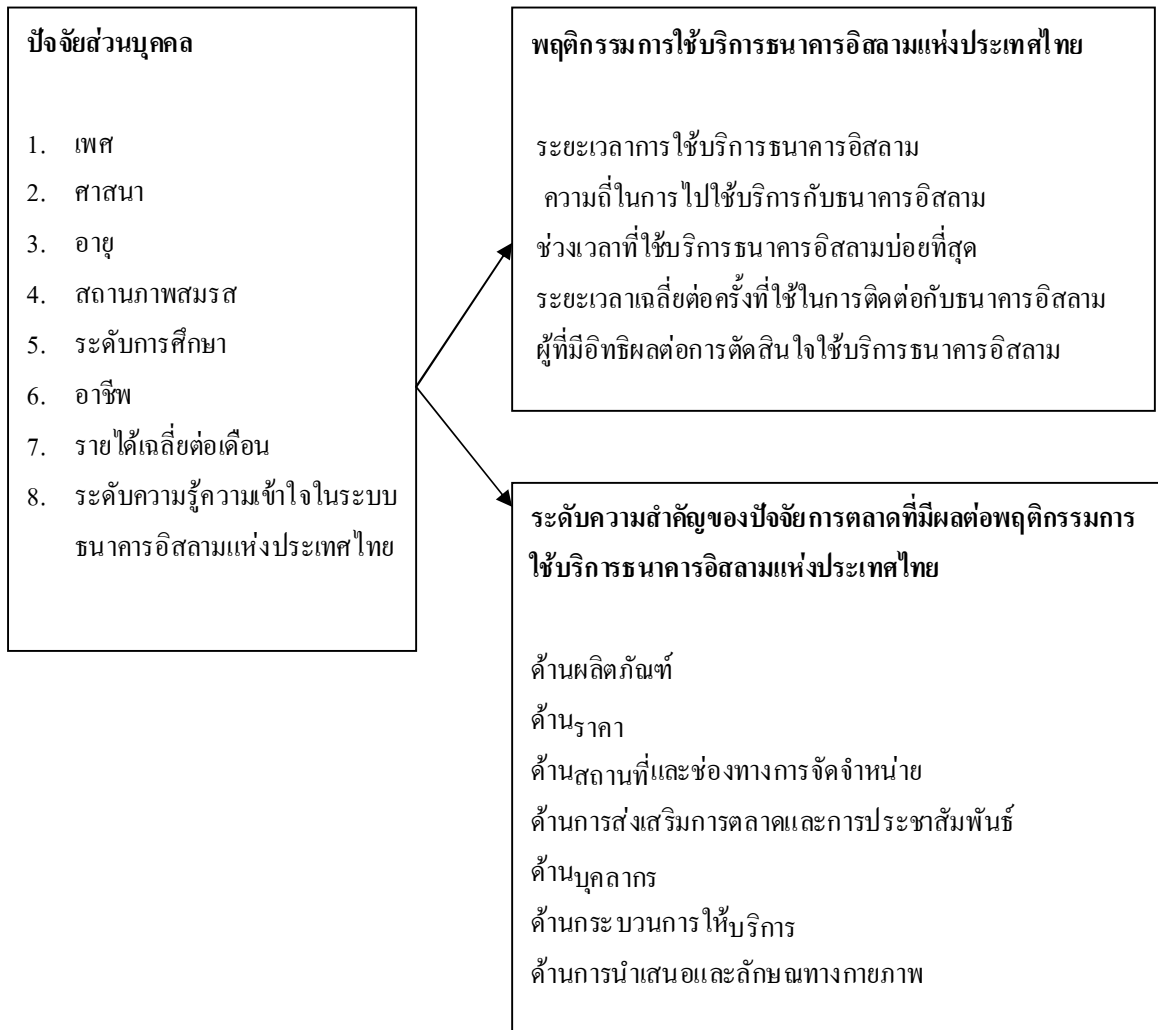 ปัจจัยส่วนบุคคล
1. เพศ
2. ศาสนา
3. อายุ
4. สถานภาพสมรส
5. ระดับการศึกษา
6. อาชีพ
7. รายได้เฉลี่ยต่อเดือน
8. ระดับความรู้ความเข้าใจในระบบ
ธนาคารอิสลามแห่งประเทศไทย
พฤติกรรมการใช้บริการธนาคารอิสลามแห่งประเทศไทย
ระยะเวลาการใช้บริการธนาคารอิสลาม
ความถี่ในการไปใช้บริการกับธนาคารอิสลาม
ช่วงเวลาที่ใช้บริการธนาคารอิสลามบ่อยที่สุด
ระยะเวลาเฉลี่ยต่อครั้งที่ใช้ในการติดต่อกับธนาคารอิสลาม
ผู้ที่มีอิทธิผลต่อการตัดสินใจใช้บริการธนาคารอิสลาม
ระดับความสำคัญของปัจจัยการตลาดที่มีผลต่อพฤติกรรมการ
ใช้บริการธนาคารอิสลามแห่งประเทศไทย
ด้านผลิตภัณฑ์
ด้านราคา
ด้านสถานที่และช่องทางการจัดจำหน่าย
ด้านการส่งเสริมการตลาดและการประชาสัมพันธ์
ด้านบุคลากร
ด้านกระบวนการให้บริการ
ด้านการนำเสนอและลักษณทางกายภาพ